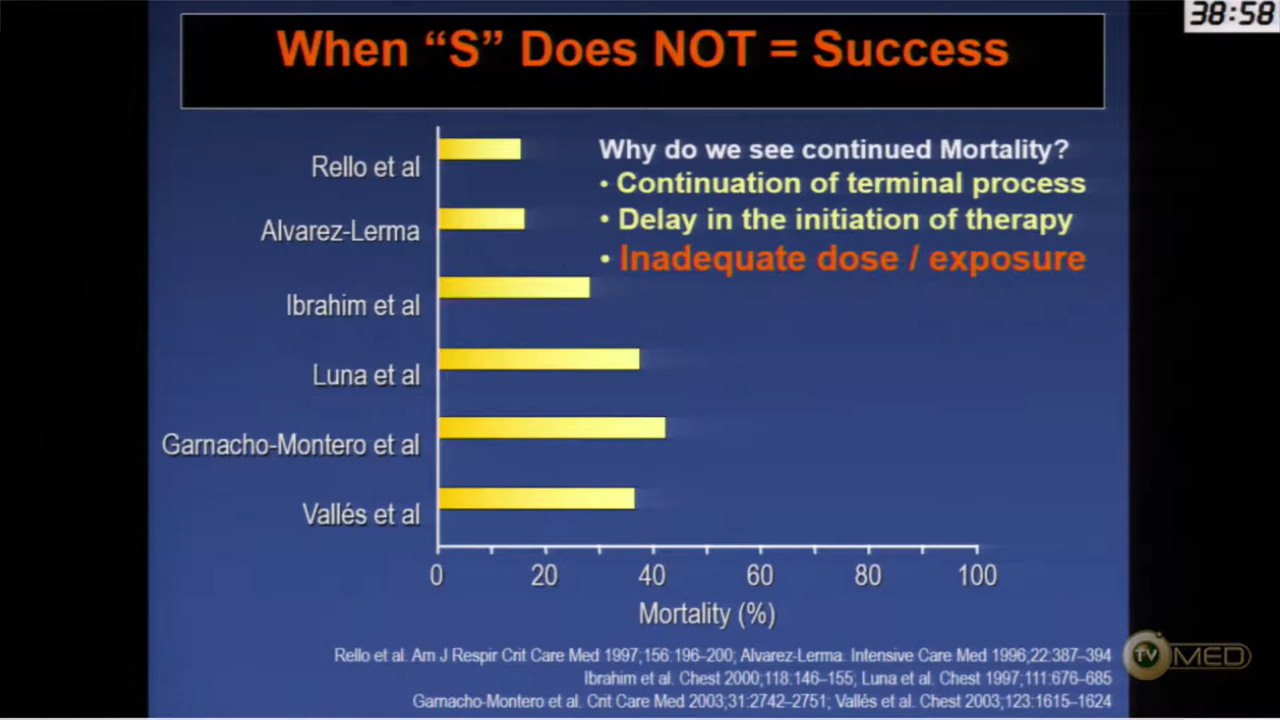 38:58
When “S” Does NOT = Success
Why do we see continued Mortality?
• Continuation of terminal process
• Delay in the initiation of therapy
• Inadequate dose / exposure
Rello et al
Alvarez-Lerma
Ibrahim et al
Luna et al
Garnacho-Montero et al
Vallés et al
0 20 40 60 80 100
Mortality (%)
Rello et al. Am J Respir Crit Care Med 1997;156:196–200; Alvarez-Lerma. Intensive Care Med 1996;22:387–394
Ibrahim et al. Chest 2000;118:146–155; Luna et al. Chest 1997;111:676–685
Garnacho-Montero et al. Crit Care Med 2003;31:2742–2751; Vallés et al. Chest 2003;123:1615–1624
TV MED